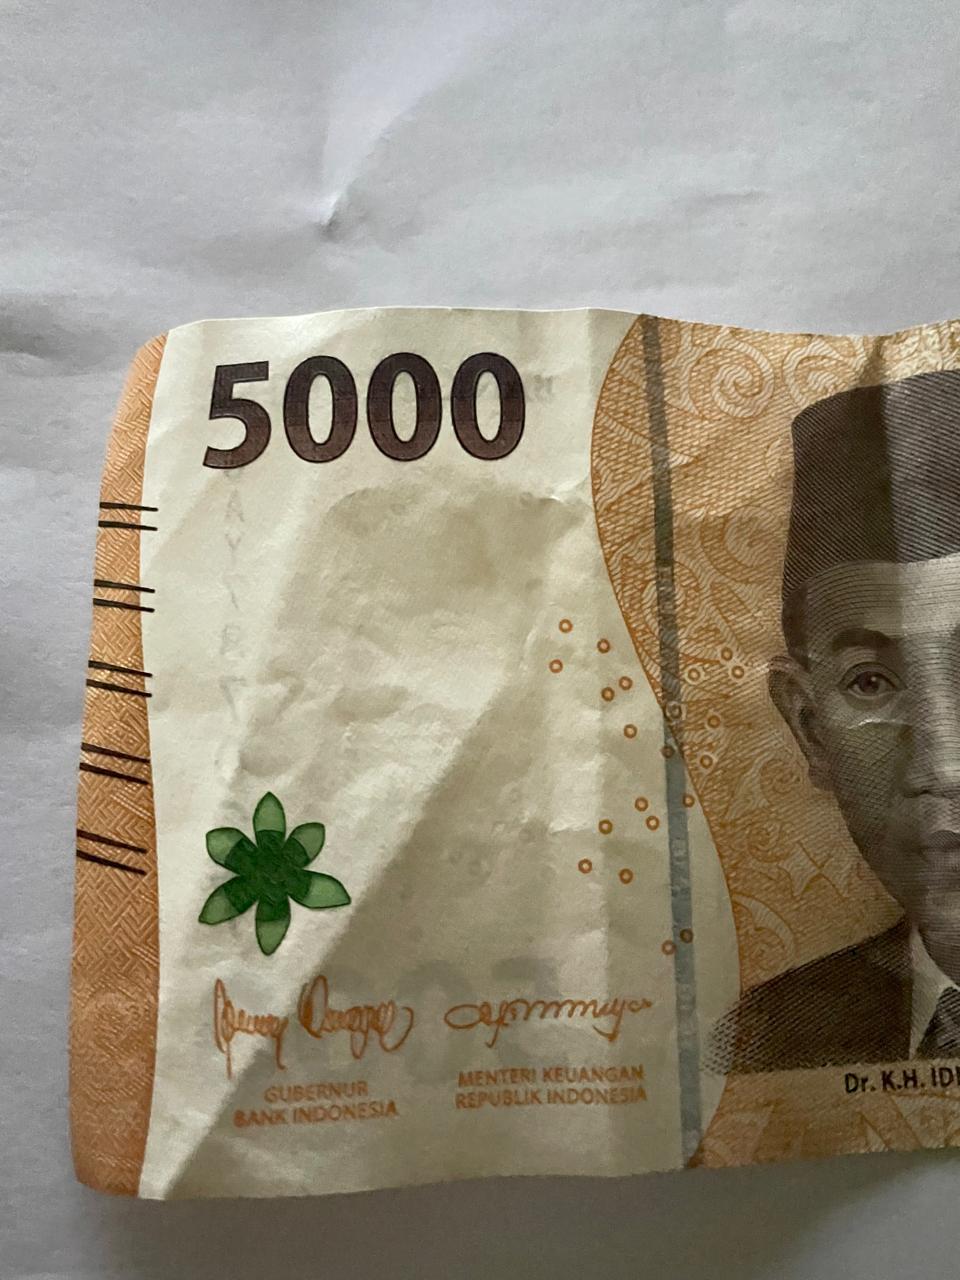 5000
GUBERNUR
BANK INDONESIA
MENTERI KEUANGAN
REPUBLIK INDONESIA
Dr. K.H.